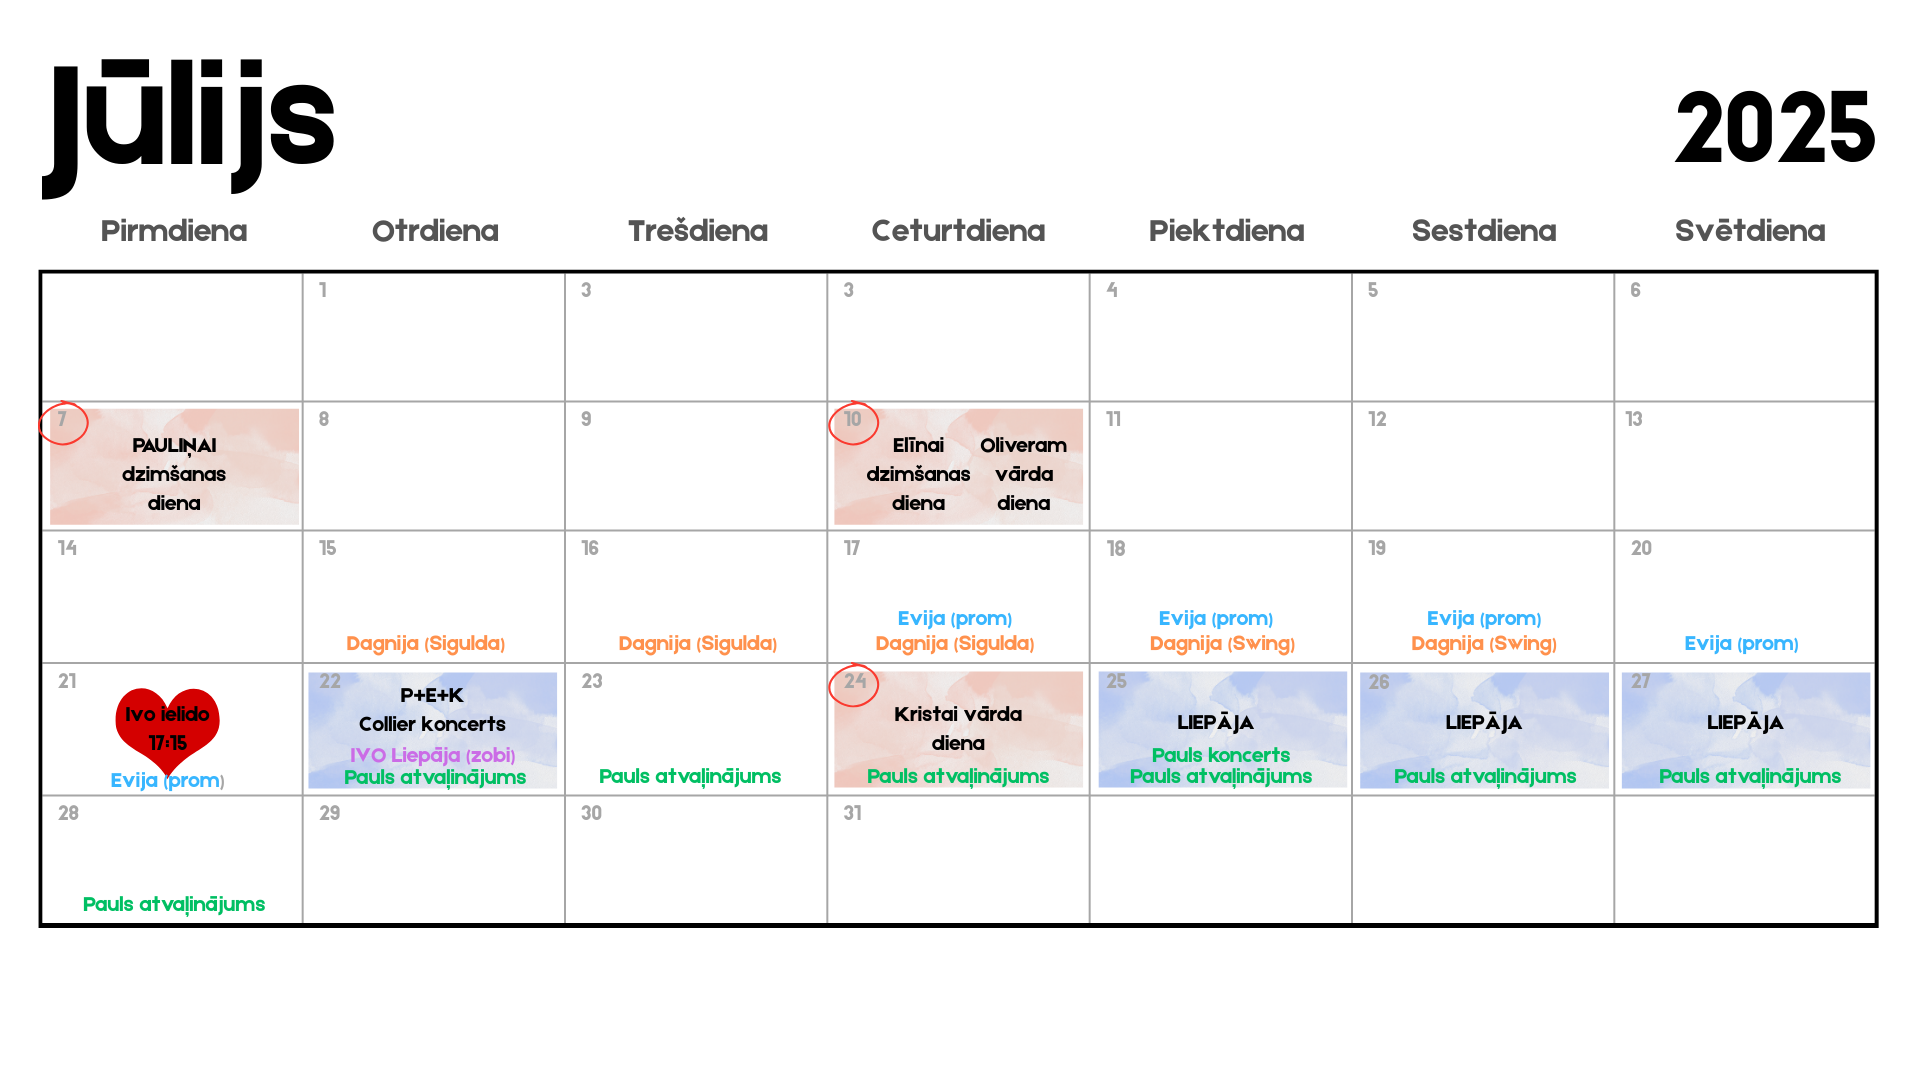 Jūlijs
2025
Pirmdiena Otrdiena Trešdiena Ceturtdiena Piektdiena Sestdiena Svētdiena
1 3 3 4 5 6
7 8 9 10 11 12 13
PAULIŅAI
dzimšanas
diena
Elīnai
dzimšanas
diena
Oliveram
vārda
diena
14 15 16 17 18 19 20
Dagnija (Sigulda)
Dagnija (Sigulda)
Evija (prom)
Dagnija (Sigulda)
Evija (prom)
Dagnija (Swing)
Evija (prom)
Dagnija (Swing)
Evija (prom)
21 22 23 24 25 26 27
Ivo ielido
17:15
Evija (prom)
P+E+K
Collier koncerts
IVO Liepāja (zobi)
Pauls atvaļinājums
Pauls atvaļinājums
Kristai vārda
diena
Pauls atvaļinājums
LIEPĀJA
Pauls koncerts
Pauls atvaļinājums
LIEPĀJA
Pauls atvaļinājums
LIEPĀJA
Pauls atvaļinājums
28 29 30 31
Pauls atvaļinājums